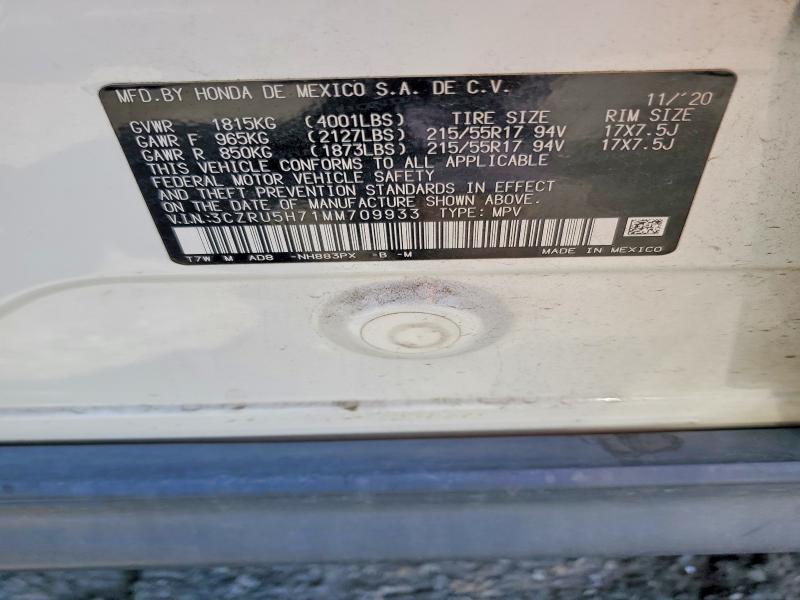 MFD.BY HONDA DE MEXICO S.A. DE C.V. 11/'20
GVWR 1815KG (4001LBS) TIRE SIZE RIM SIZE
GAWR F 965KG (2127LBS) 215/55R17 94V 17X7.5J
GAWR R 850KG (1873LBS) 215/55R17 94V 17X7.5J
THIS VEHICLE CONFORMS TO ALL APPLICABLE
FEDERAL MOTOR VEHICLE SAFETY
AND THEFT PREVENTION STANDARDS IN EFFECT
ON THE DATE OF MANUFACTURE SHOWN ABOVE.
V.I.N:3CZRU5H71MM709933 TYPE: MPV
T7W M AD8 -NH883PX -B -M MADE IN MEXICO